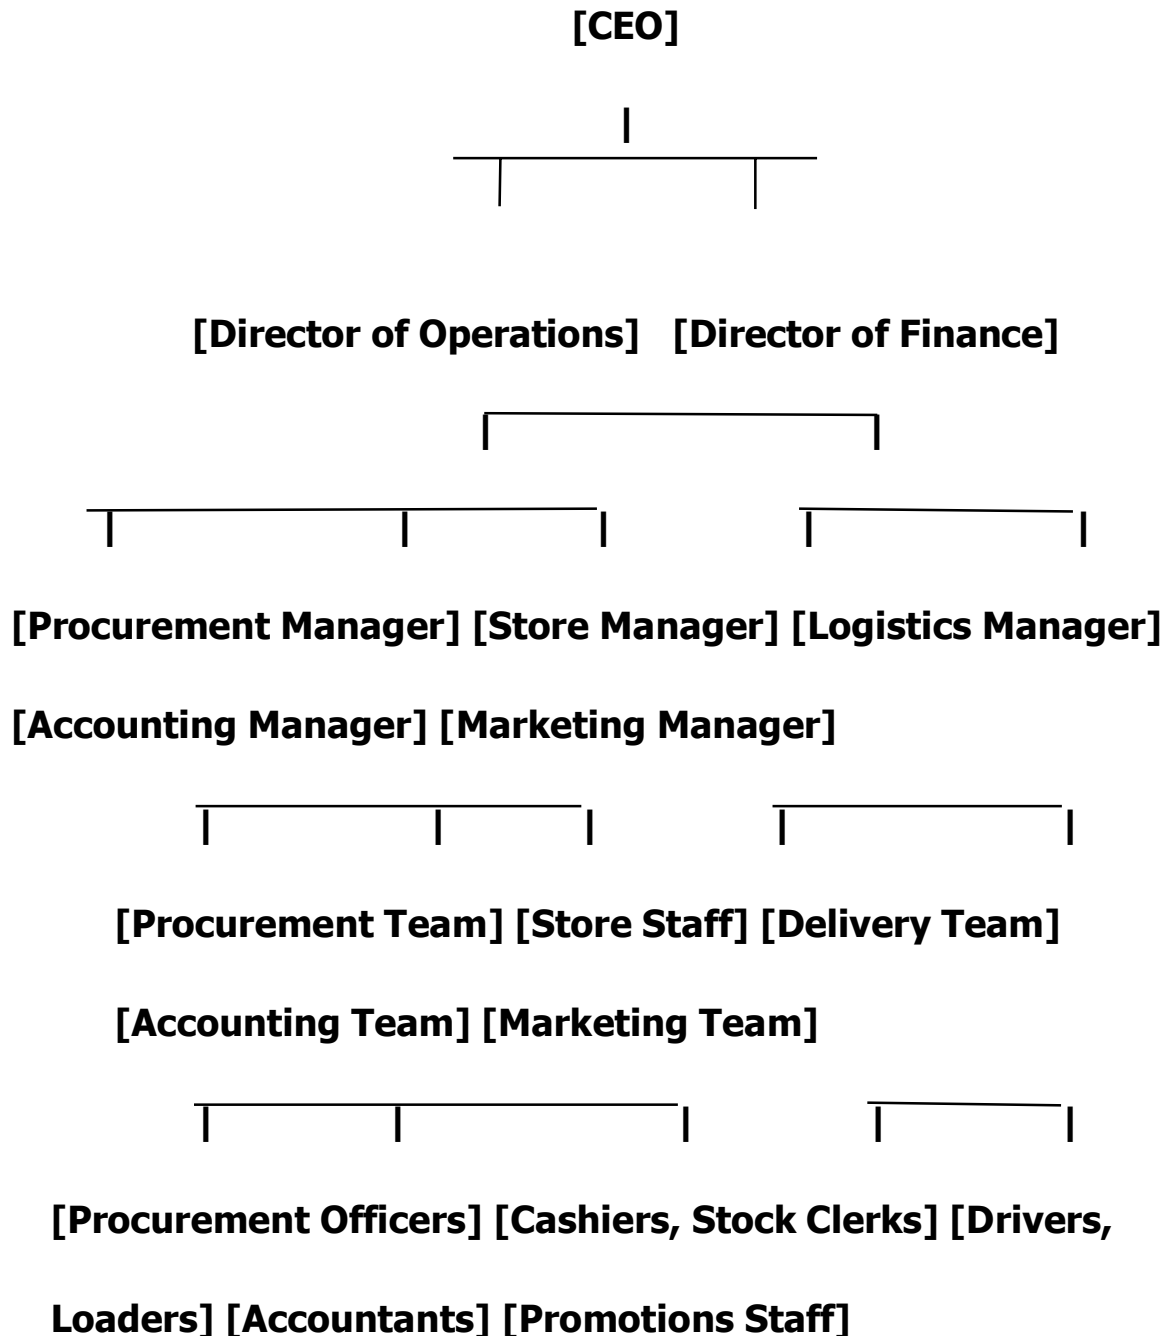 [CEO]
|
[Director of Operations] [Director of Finance]
| |
| | | | |
[Procurement Manager] [Store Manager] [Logistics Manager]
[Accounting Manager] [Marketing Manager]
| | | | |
[Procurement Team] [Store Staff] [Delivery Team]
[Accounting Team] [Marketing Team]
| | | | |
[Procurement Officers] [Cashiers, Stock Clerks] [Drivers,
Loaders] [Accountants] [Promotions Staff]